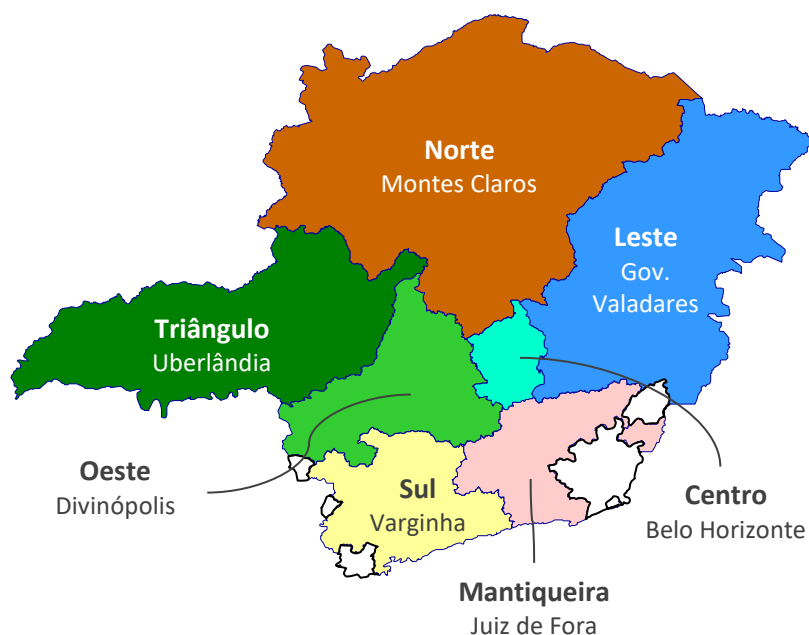 Norte
Montes Claros
Leste
Gov.
Valadares
Triângulo
Uberlândia
Oeste
Divinópolis
Sul
Varginha
Centro
Belo Horizonte
Mantiqueira
Juiz de Fora